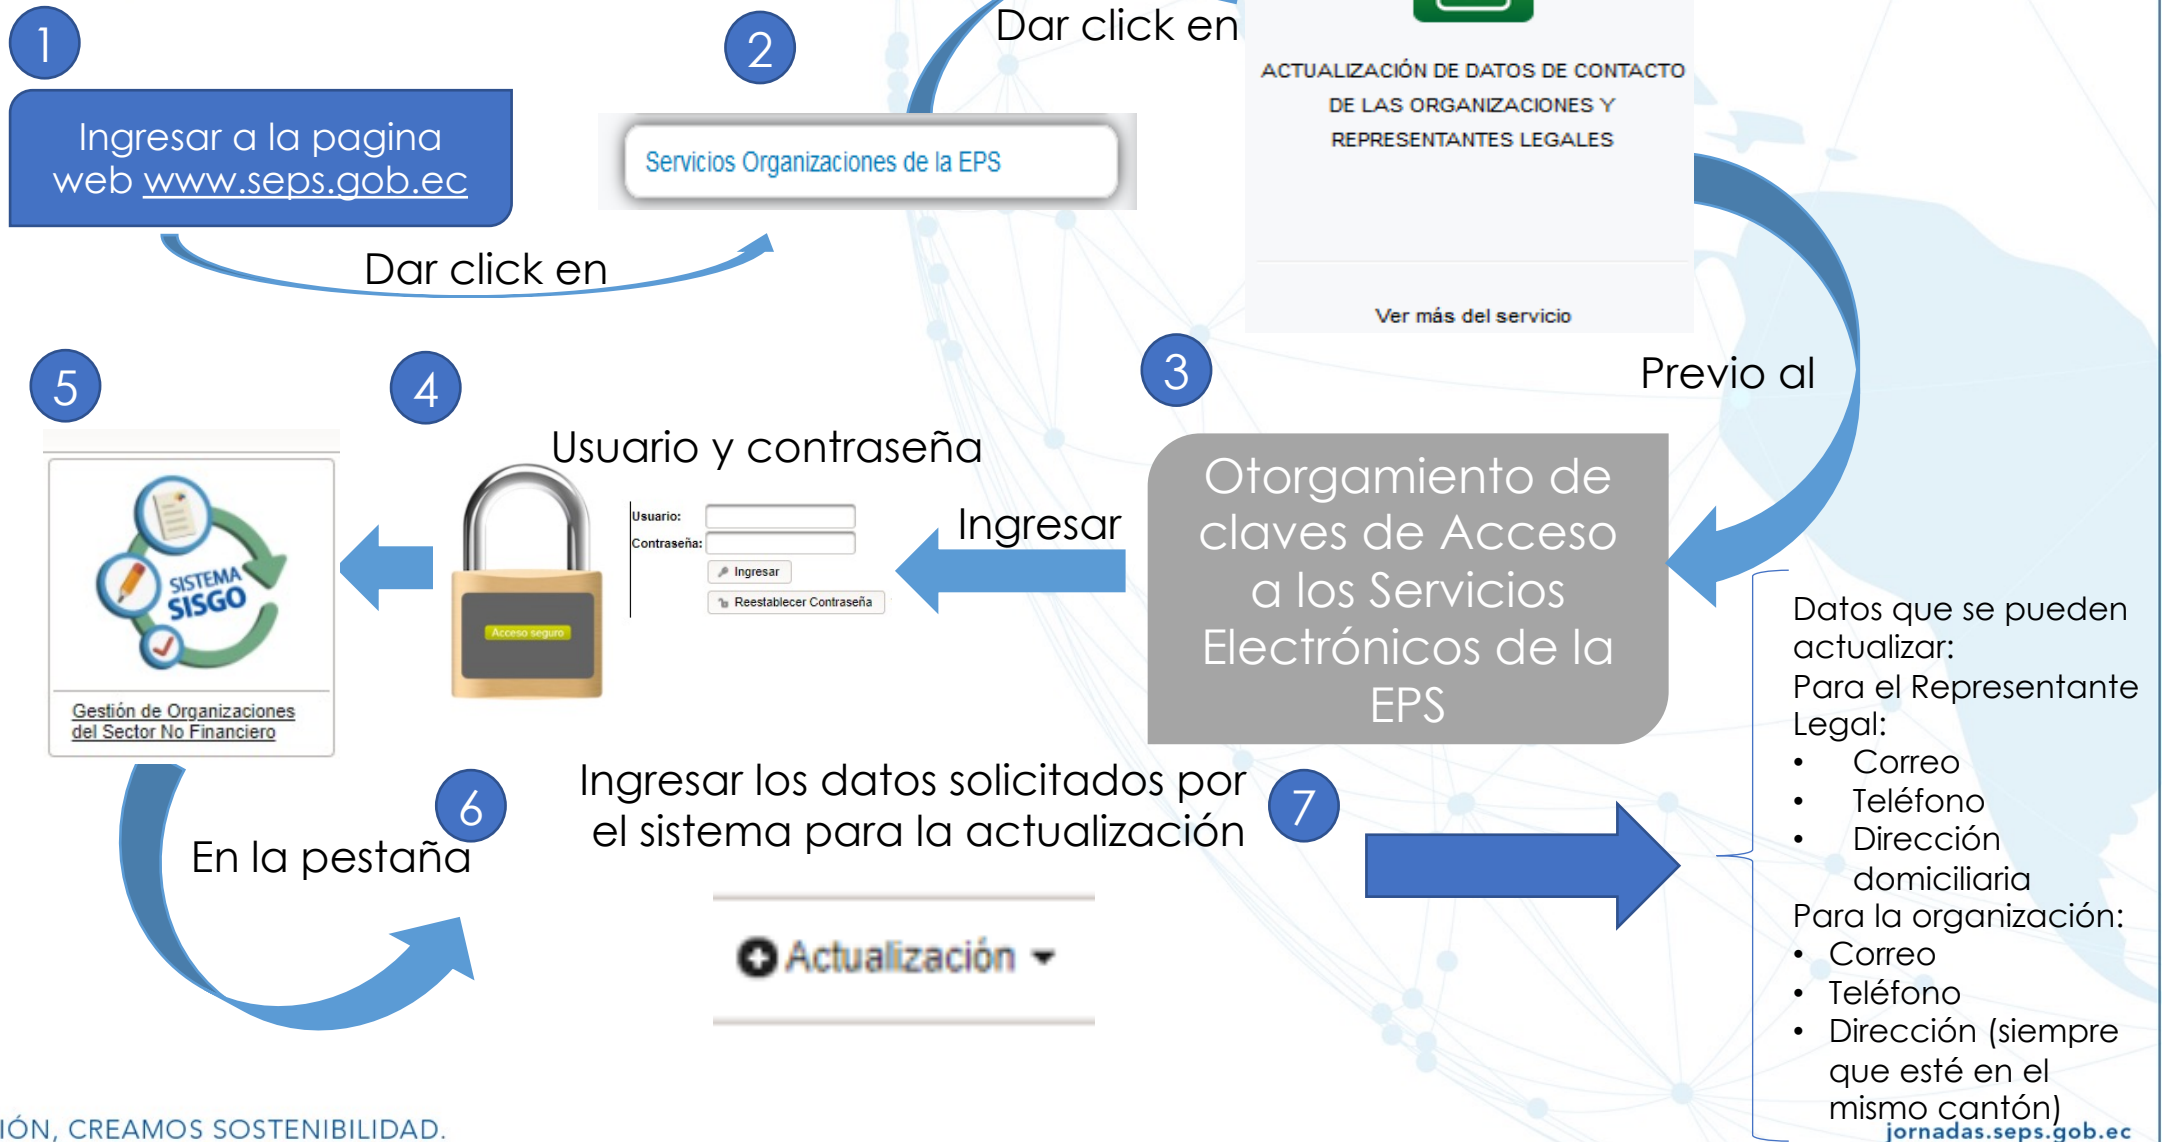 1
Ingresar a la pagina
web www.seps.gob.ec
Dar click en
2
Servicios Organizaciones de la EPS
Dar click en
ACTUALIZACIÓN DE DATOS DE CONTACTO
DE LAS ORGANIZACIONES Y
REPRESENTANTES LEGALES
Ver más del servicio
Previo al
3
Otorgamiento de
claves de Acceso
a los Servicios
Electrónicos de la
EPS
Ingresar
4
Usuario y contraseña
Usuario:
Contraseña:
Ingresar
Reestablecer Contraseña
Acceso seguro
5
SISTEMA
SISGO
Gestión de Organizaciones
del Sector No Financiero
En la pestaña
6
Ingresar los datos solicitados por
el sistema para la actualización
Actualización
7
Datos que se pueden
actualizar:
Para el Representante
Legal:
• Correo
• Teléfono
• Dirección
domiciliaria
Para la organización:
• Correo
• Teléfono
• Dirección (siempre
que esté en el
mismo cantón)
IÓN, CREAMOS SOSTENIBILIDAD.
jornadas.seps.gob.ec